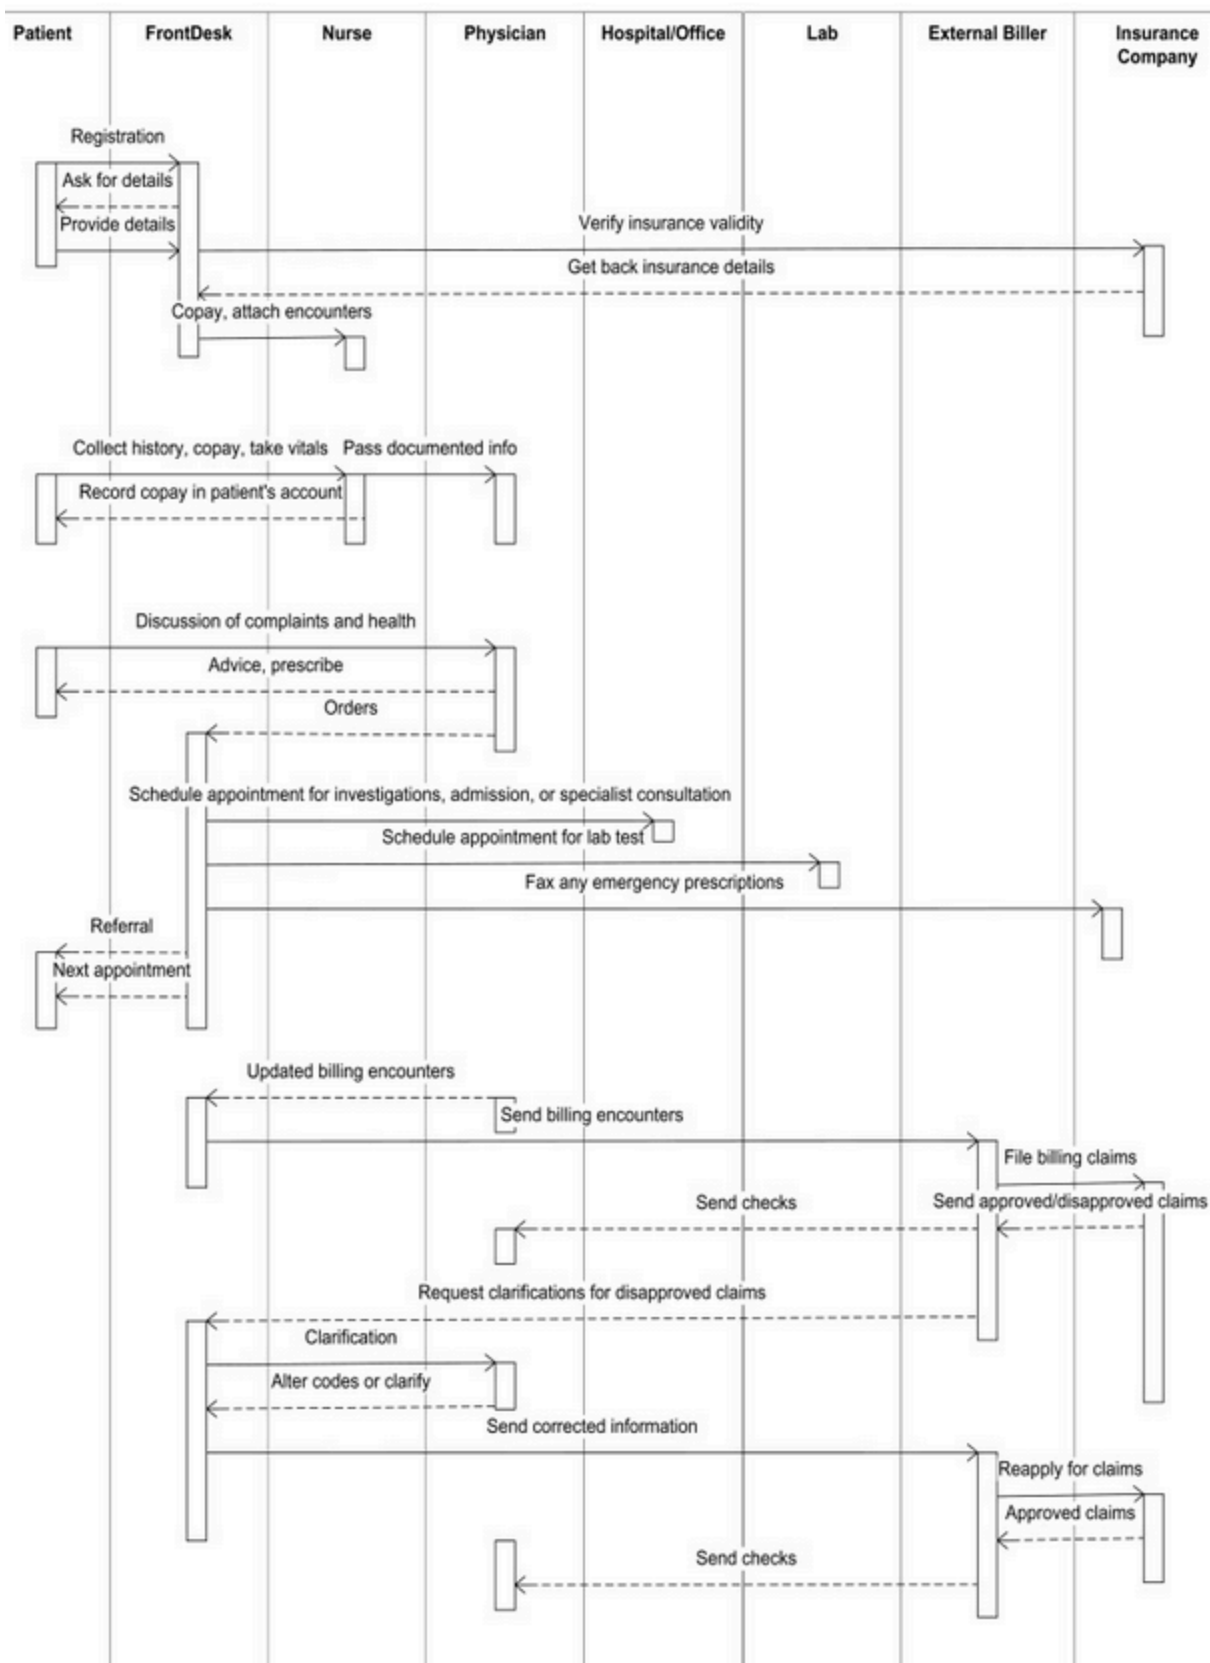 Patient
FrontDesk
Nurse
Physician
Hospital/Office
Lab
External Biller
Insurance
Company
Registration
Ask for details
Provide details
Verify insurance validity
Get back insurance details
Copay, attach encounters
Collect history, copay, take vitals
Pass documented info
Record copay in patient's account
Discussion of complaints and health
Advice, prescribe
Orders
Schedule appointment for investigations, admission, or specialist consultation
Schedule appointment for lab test
Fax any emergency prescriptions
Referral
Next appointment
Updated billing encounters
Send billing encounters
File billing claims
Send checks
Send approved/disapproved claims
Request clarifications for disapproved claims
Clarification
Alter codes or clarify
Send corrected information
Reapply for claims
Approved claims
Send checks